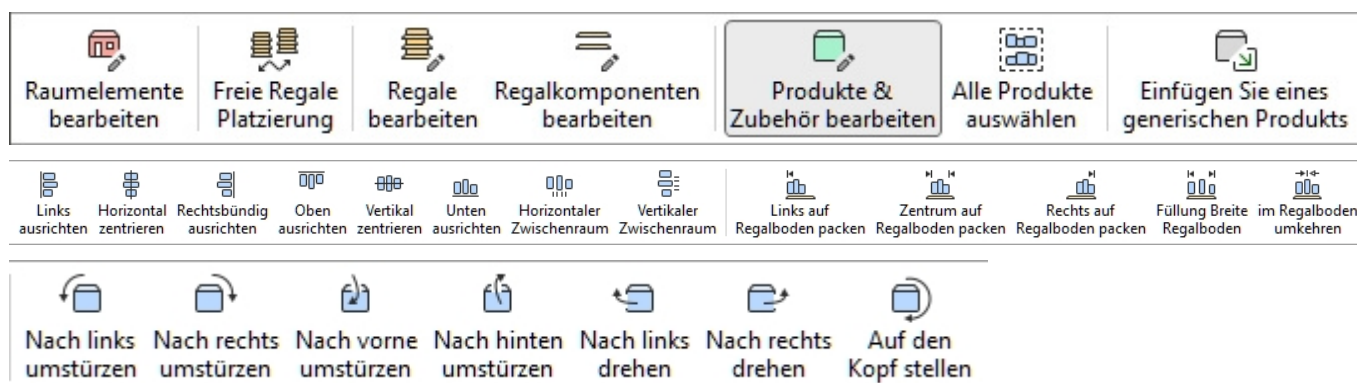 Raumelemente bearbeiten
Freie Regale Platzierung
Regale bearbeiten
Regalkomponenten bearbeiten
Produkte & Zubehör bearbeiten
Alle Produkte auswählen
Einfügen Sie eines generischen Produkts
Links ausrichten
Horizontal zentrieren
Rechtsbündig ausrichten
Oben ausrichten
Vertikal zentrieren
Unten ausrichten
Horizontaler Zwischenraum
Vertikaler Zwischenraum
Links auf Regalboden packen
Zentrum auf Regalboden packen
Rechts auf Regalboden packen
Füllung Breite Regalboden
im Regalboden umkehren
Nach links umstürzen
Nach rechts umstürzen
Nach vorne umstürzen
Nach hinten umstürzen
Nach links drehen
Nach rechts drehen
Auf den Kopf stellen